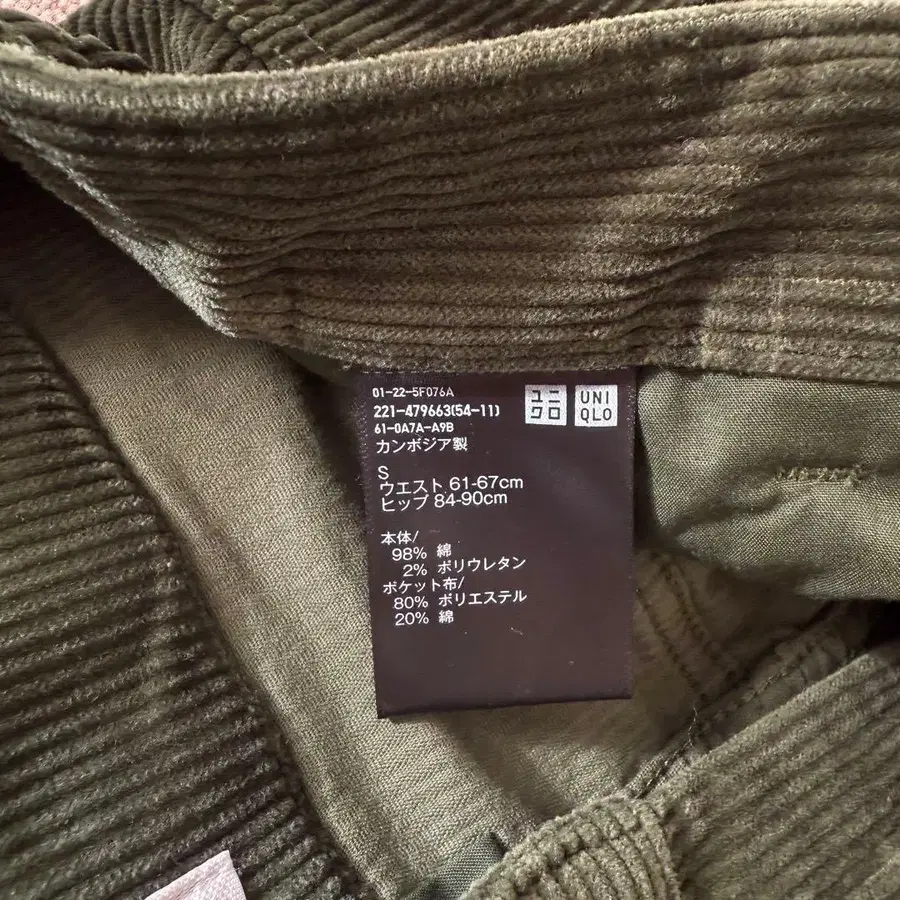 01-22-5F076A
221-479663(54-11)
61-0A7A-A9B
カンボジア製
ユニ
クロ
UNI
QLO
S
ウエスト 61-67cm
ヒップ 84-90cm
本体/
98% 綿
2% ポリウレタン
ポケット布/
80% ポリエステル
20% 綿